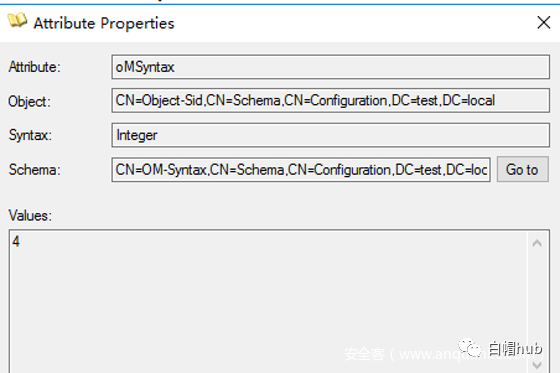 Attribute Properties
Attribute: oMSyntax
Object: CN=Object-Sid,CN=Schema,CN=Configuration,DC=test,DC=local
Syntax: Integer
Schema: CN=OM-Syntax,CN=Schema,CN=Configuration,DC=test,DC=loc Go to
Values:
4
安全客(www.anq
白帽hub